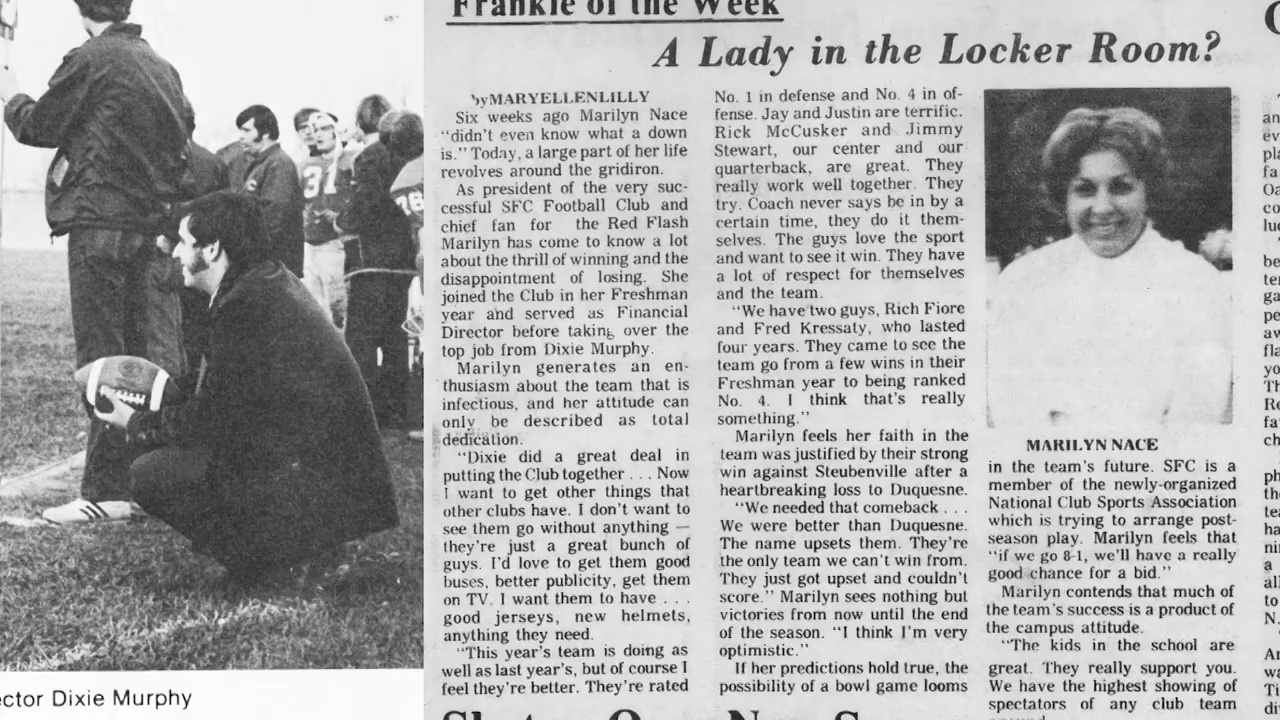 Frankie of the Week
A Lady in the Locker Room?
by MARY ELLEN LILLY
Six weeks ago Marilyn Nace
"didn't even know what a down
is." Today, a large part of her life
revolves around the gridiron.
As president of the very suc-
cessful SFC Football Club and
chief fan for the Red Flash
Marilyn has come to know a lot
about the thrill of winning and the
disappointment of losing. She
joined the Club in her Freshman
year and served as Financial
Director before taking over the
top job from Dixie Murphy.
Marilyn generates an en-
thusiasm about the team that is
infectious, and her attitude can
only be described as total
dedication.
"Dixie did a great deal in
putting the Club together . . . Now
I want to get other things that
other clubs have. I don't want to
see them go without anything —
they're just a great bunch of
guys. I'd love to get them good
buses, better publicity, get them
on TV. I want them to have . . .
good jerseys, new helmets,
anything they need.
"This year's team is doing as
well as last year's, but of course I
feel they're better. They're rated
No. 1 in defense and No. 4 in of-
fense. Jay and Justin are terrific.
Rick McCusker and Jimmy
Stewart, our center and our
quarterback, are great. They
really work well together. They
try. Coach never says be in by a
certain time, they do it them-
selves. The guys love the sport
and want to see it win. They have
a lot of respect for themselves
and the team.
"We have two guys, Rich Fiore
and Fred Kressaty, who lasted
four years. They came to see the
team go from a few wins in their
Freshman year to being ranked
No. 4. I think that's really
something."
Marilyn feels her faith in the
team was justified by their strong
win against Steubenville after a
heartbreaking loss to Duquesne.
"We needed that comeback . . .
We were better than Duquesne.
The name upsets them. They're
the only team we can't win from.
They just got upset and couldn't
score." Marilyn sees nothing but
victories from now until the end
of the season. "I think I'm very
optimistic."
If her predictions hold true, the
possibility of a bowl game looms
MARILYN NACE
in the team's future. SFC is a
member of the newly-organized
National Club Sports Association
which is trying to arrange post-
season play. Marilyn feels that
"if we go 8-1, we'll have a really
good chance for a bid."
Marilyn contends that much of
the team's success is a product of
the campus attitude.
"The kids in the school are
great. They really support you.
We have the highest showing of
spectators of any club team
31
78
ector Dixie Murphy